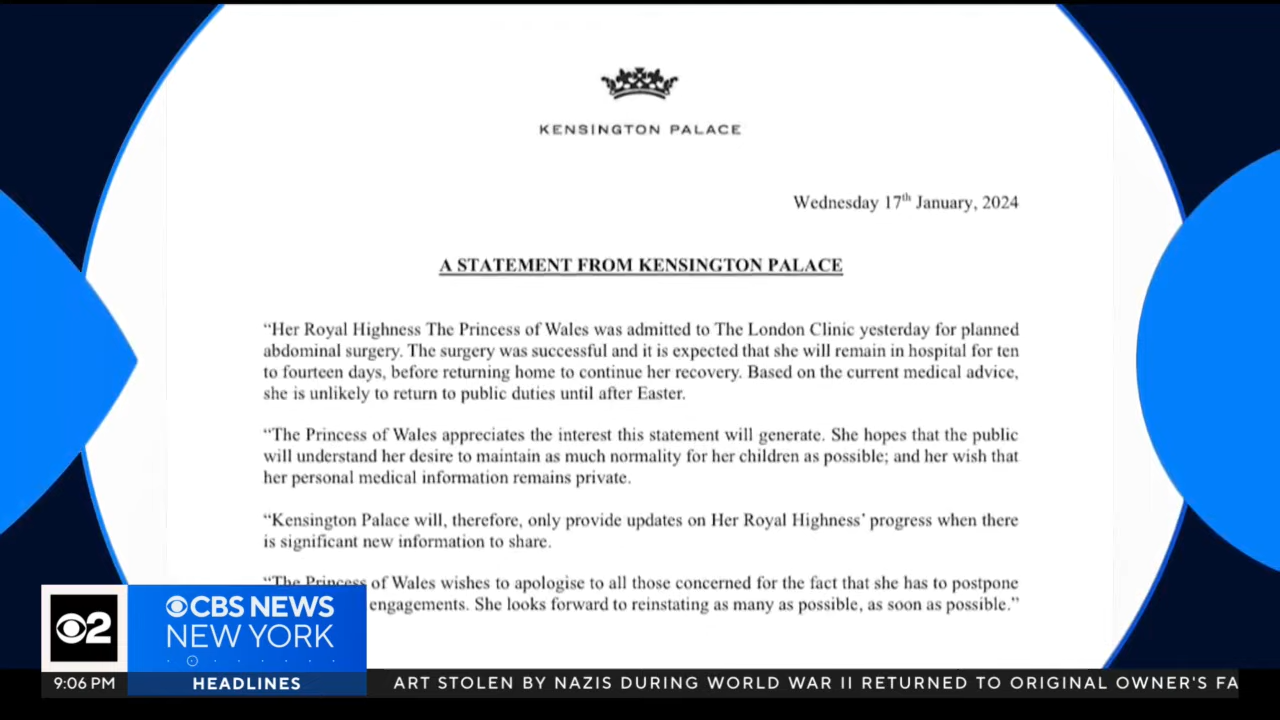 KENSINGTON PALACE
Wednesday 17th January, 2024
A STATEMENT FROM KENSINGTON PALACE
“Her Royal Highness The Princess of Wales was admitted to The London Clinic yesterday for planned
abdominal surgery. The surgery was successful and it is expected that she will remain in hospital for ten
to fourteen days, before returning home to continue her recovery. Based on the current medical advice,
she is unlikely to return to public duties until after Easter.
“The Princess of Wales appreciates the interest this statement will generate. She hopes that the public
will understand her desire to maintain as much normality for her children as possible; and her wish that
her personal medical information remains private.
“Kensington Palace will, therefore, only provide updates on Her Royal Highness’ progress when there
is significant new information to share.
“The Princess of Wales wishes to apologise to all those concerned for the fact that she has to postpone
engagements. She looks forward to reinstating as many as possible, as soon as possible.”
2
CBS NEWS
NEW YORK
9:06 PM
HEADLINES
ART STOLEN BY NAZIS DURING WORLD WAR II RETURNED TO ORIGINAL OWNER'S FA